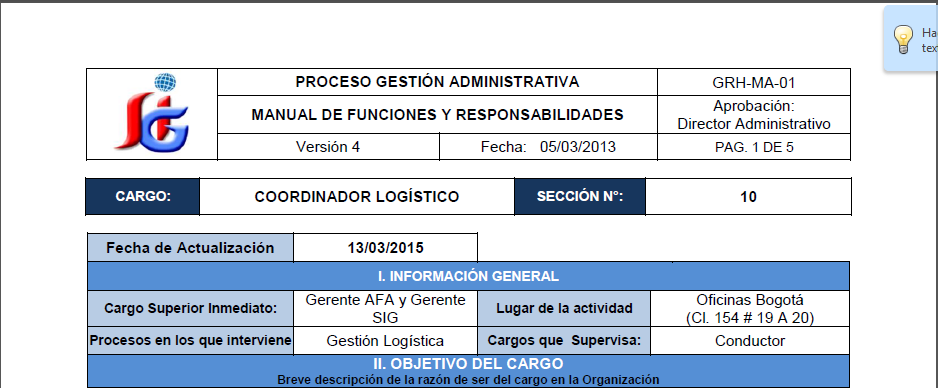 Ha
tex
PROCESO GESTIÓN ADMINISTRATIVA
GRH-MA-01
MANUAL DE FUNCIONES Y RESPONSABILIDADES
Aprobación:
Director Administrativo
Versión 4
Fecha: 05/03/2013
PAG. 1 DE 5
CARGO:
COORDINADOR LOGÍSTICO
SECCIÓN N°:
10
Fecha de Actualización
13/03/2015
I. INFORMACIÓN GENERAL
Cargo Superior Inmediato:
Gerente AFA y Gerente
SIG
Lugar de la actividad
Oficinas Bogotá
(Cl. 154 # 19 A 20)
Procesos en los que interviene
Gestión Logística
Cargos que Supervisa:
Conductor
II. OBJETIVO DEL CARGO
Breve descripción de la razón de ser del cargo en la Organización